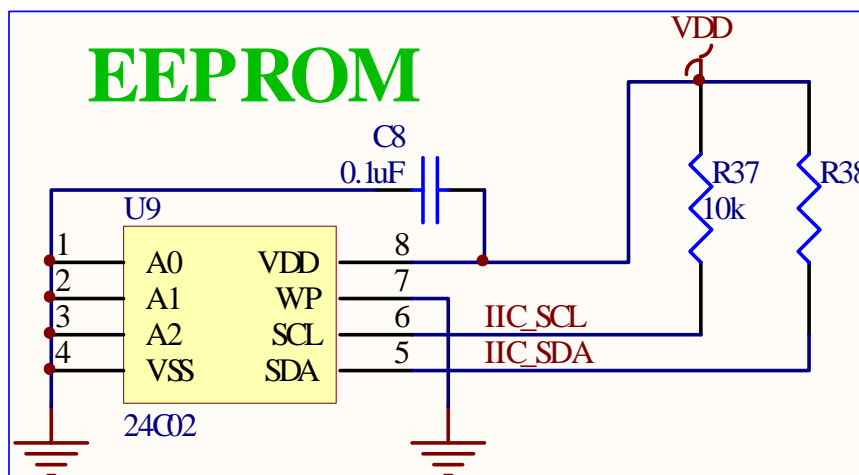 VDD
EEPROM
C8
0.1uF
R37
R38
10k
U9
1 A0 VDD 8
2 A1 WP 7
3 A2 SCL 6 IIC_SCL
4 VSS SDA 5 IIC_SDA
24C02